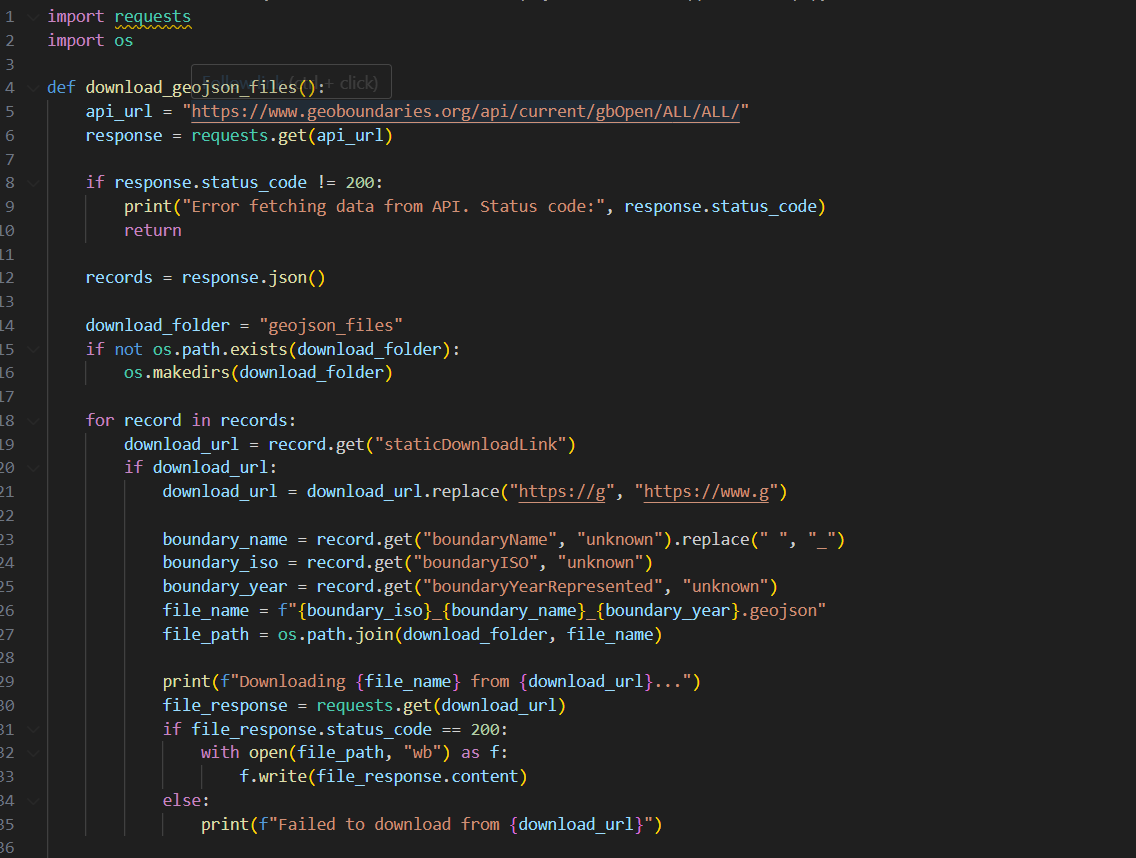 1 import requests
2 import os
3
4 def download_geojson_files():
5 api_url = "https://www.geoboundaries.org/api/current/gbOpen/ALL/ALL/"
6 response = requests.get(api_url)
7
8 if response.status_code != 200:
9 print("Error fetching data from API. Status code:", response.status_code)
10 return
11
12 records = response.json()
13
14 download_folder = "geojson_files"
15 if not os.path.exists(download_folder):
16 os.makedirs(download_folder)
17
18 for record in records:
19 download_url = record.get("staticDownloadLink")
20 if download_url:
21 download_url = download_url.replace("https://g", "https://www.g")
22
23 boundary_name = record.get("boundaryName", "unknown").replace(" ", "_")
24 boundary_iso = record.get("boundaryISO", "unknown")
25 boundary_year = record.get("boundaryYearRepresented", "unknown")
26 file_name = f"{boundary_iso}_{boundary_name}_{boundary_year}.geojson"
27 file_path = os.path.join(download_folder, file_name)
28
29 print(f"Downloading {file_name} from {download_url}...")
30 file_response = requests.get(download_url)
31 if file_response.status_code == 200:
32 with open(file_path, "wb") as f:
33 f.write(file_response.content)
34 else:
35 print(f"Failed to download from {download_url}")
36